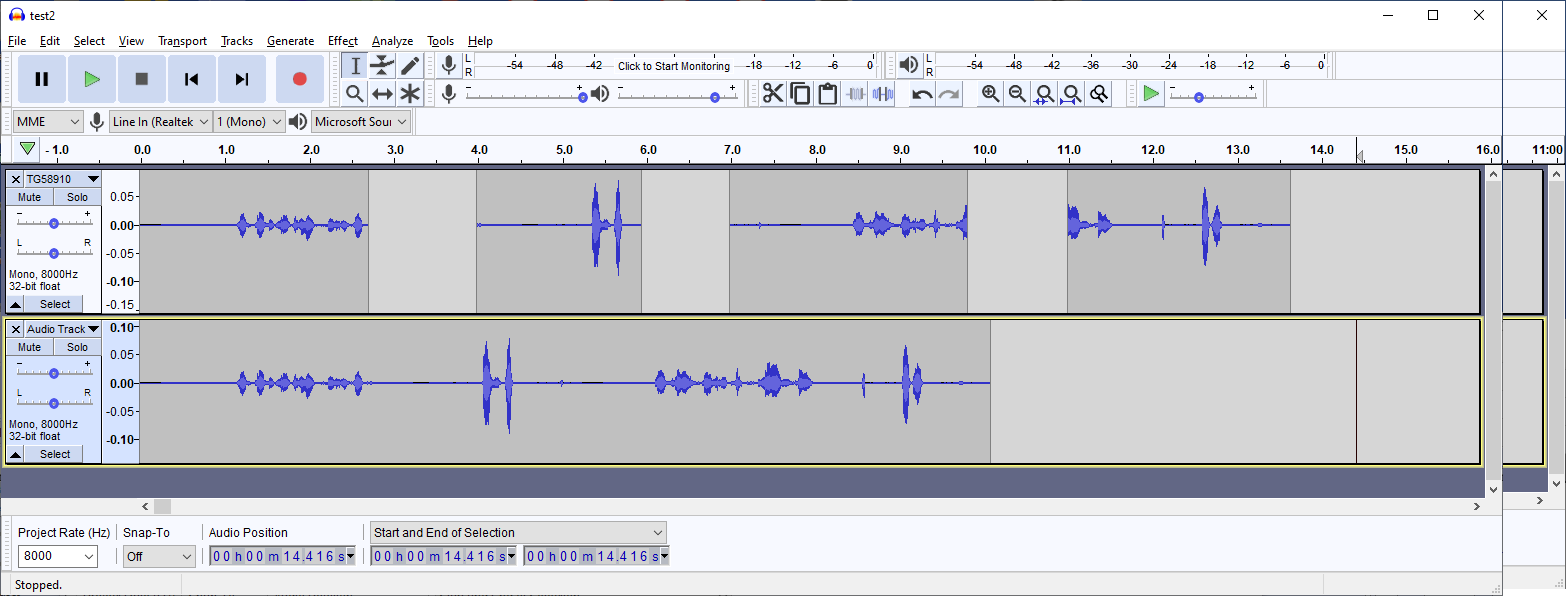 test2
File Edit Select View Transport Tracks Generate Effect Analyze Tools Help
L
R
-54 -48 -42 Click to Start Monitoring -18 -12 -6 0
L
R
-54 -48 -42 -36 -30 -24 -18 -12 -6 0
- +
- +
- +
MME Line In (Realtek 1 (Mono) Microsoft Sou
- 1.0 0.0 1.0 2.0 3.0 4.0 5.0 6.0 7.0 8.0 9.0 10.0 11.0 12.0 13.0 14.0 15.0 16.0 11:00
TG58910
Mute Solo
- +
L R
Mono, 8000Hz
32-bit float
Select
0.05
0.00
-0.05
-0.10
-0.15
Audio Track
Mute Solo
- +
L R
Mono, 8000Hz
32-bit float
Select
0.10
0.05
0.00
-0.05
-0.10
Project Rate (Hz) Snap-To Audio Position Start and End of Selection
8000 Off 00 h 00 m 14.416 s 00 h 00 m 14.416 s 00 h 00 m 14.416 s
Stopped.